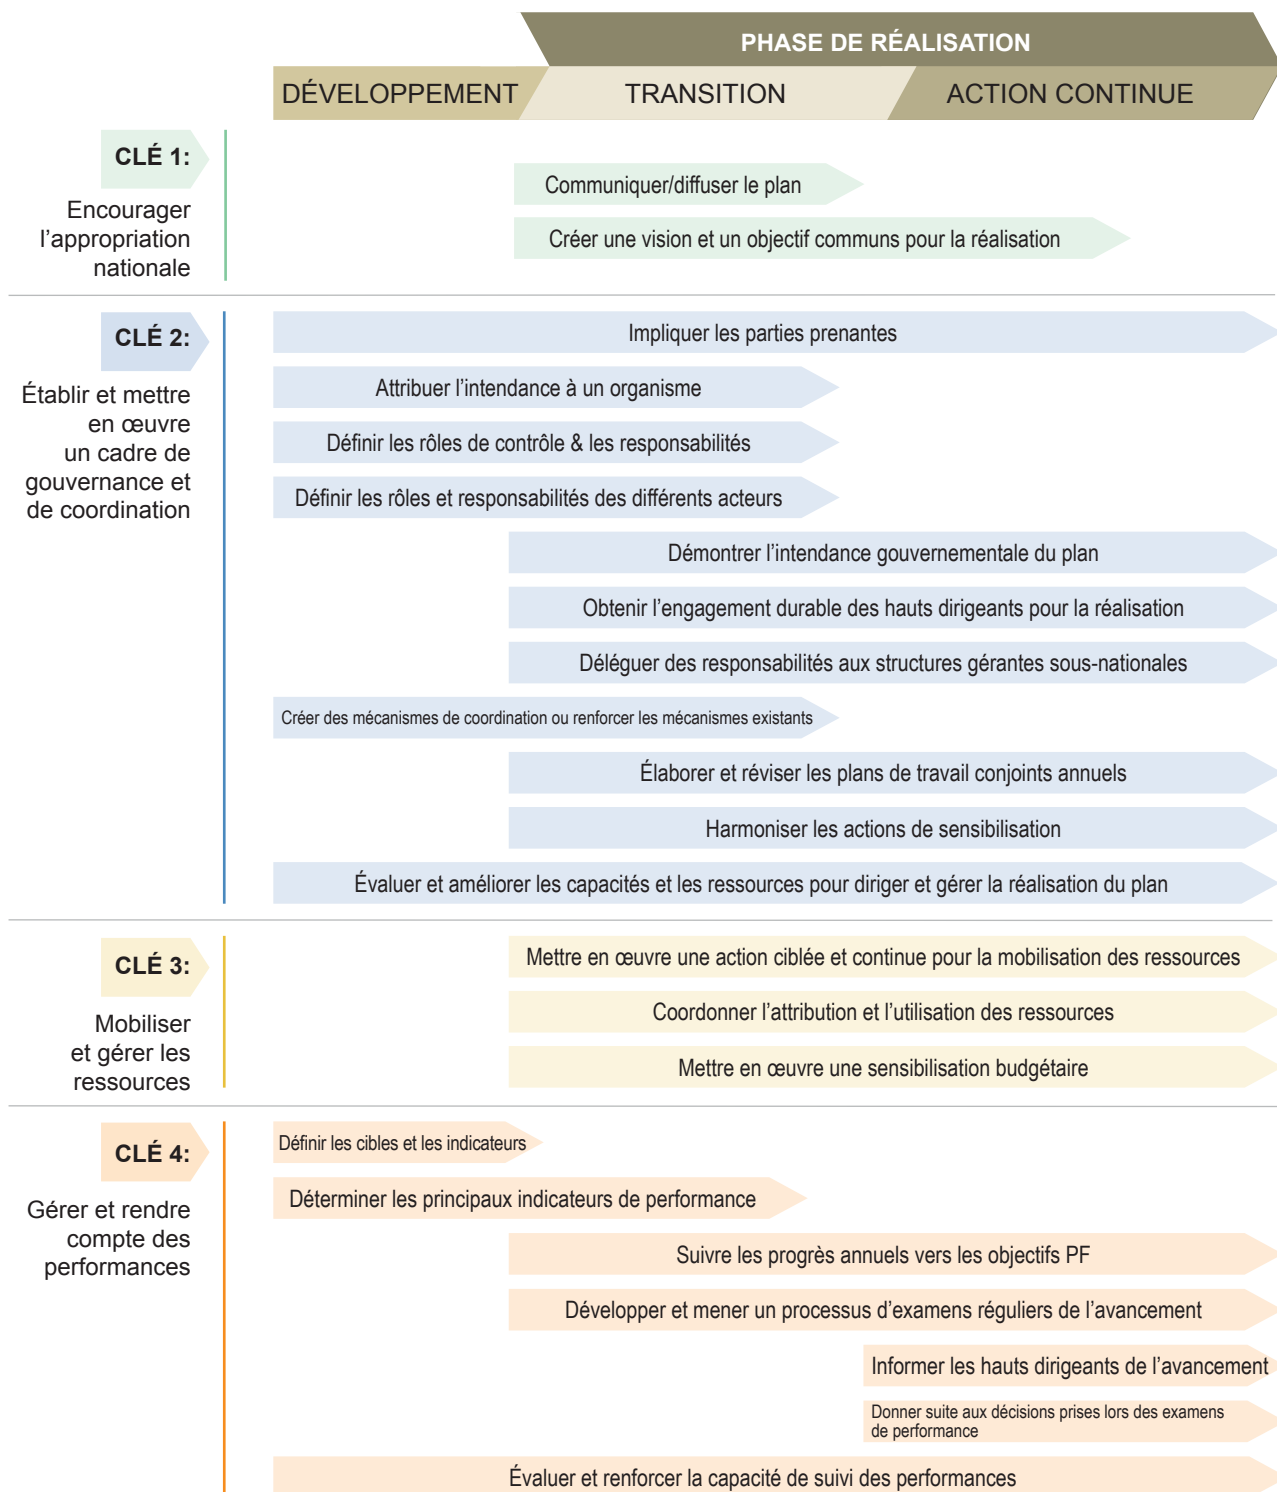 PHASE DE RÉALISATION
DÉVELOPPEMENT
TRANSITION
ACTION CONTINUE
CLÉ 1:
Encourager
l’appropriation
nationale
Communiquer/diffuser le plan
Créer une vision et un objectif communs pour la réalisation
CLÉ 2:
Établir et mettre
en œuvre
un cadre de
gouvernance et
de coordination
Impliquer les parties prenantes
Attribuer l’intendance à un organisme
Définir les rôles de contrôle & les responsabilités
Définir les rôles et responsabilités des différents acteurs
Démontrer l’intendance gouvernementale du plan
Obtenir l’engagement durable des hauts dirigeants pour la réalisation
Déléguer des responsabilités aux structures gérantes sous-nationales
Créer des mécanismes de coordination ou renforcer les mécanismes existants
Élaborer et réviser les plans de travail conjoints annuels
Harmoniser les actions de sensibilisation
Évaluer et améliorer les capacités et les ressources pour diriger et gérer la réalisation du plan
CLÉ 3:
Mobiliser
et gérer les
ressources
Mettre en œuvre une action ciblée et continue pour la mobilisation des ressources
Coordonner l’attribution et l’utilisation des ressources
Mettre en œuvre une sensibilisation budgétaire
CLÉ 4:
Gérer et rendre
compte des
performances
Définir les cibles et les indicateurs
Déterminer les principaux indicateurs de performance
Suivre les progrès annuels vers les objectifs PF
Développer et mener un processus d’examens réguliers de l’avancement
Informer les hauts dirigeants de l’avancement
Donner suite aux décisions prises lors des examens
de performance
Évaluer et renforcer la capacité de suivi des performances